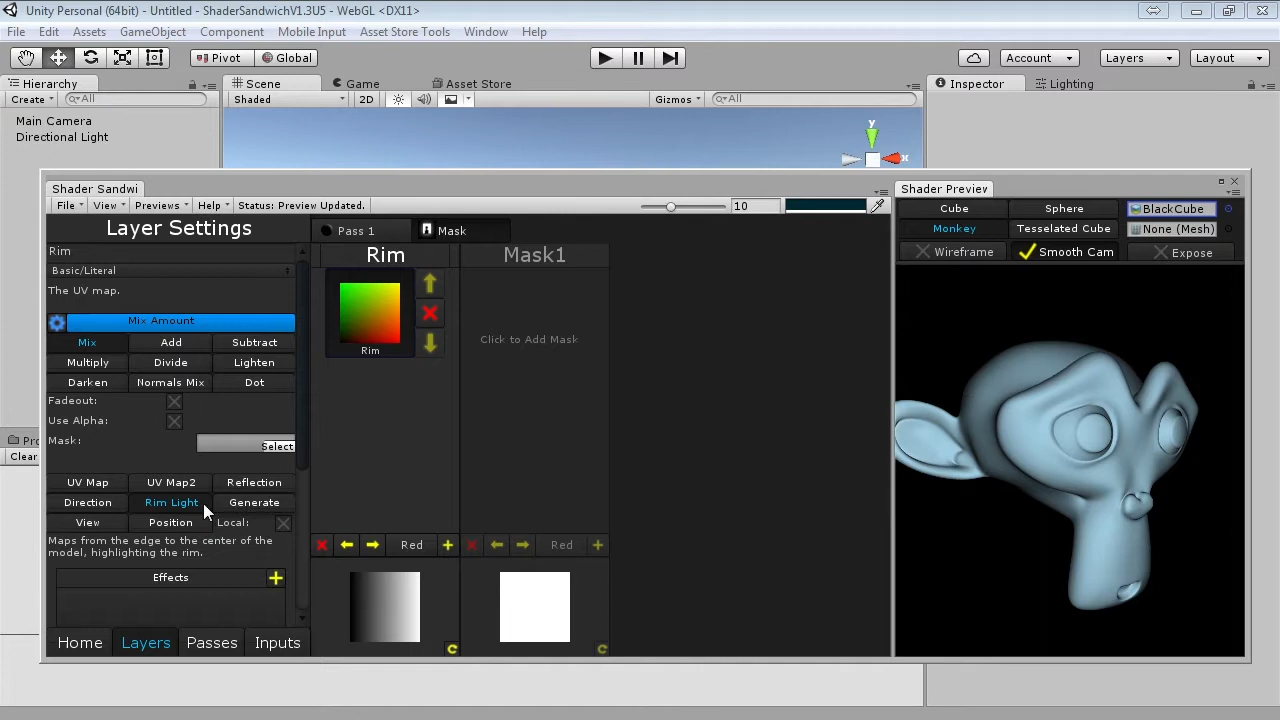 Unity Personal (64bit) - Untitled - ShaderSandwichV1.3U5 - WebGL <DX11>
File Edit Assets GameObject Component Mobile Input Asset Store Tools Window Help
Pivot Global Account Layers Layout
Hierarchy Scene Game Asset Store Inspector Lighting
Create All Shaded 2D Gizmos All
Main Camera
Directional Light
y
x
Shader Sandwi Shader Preview
File View Previews Help Status: Preview Updated. 10 Cube Sphere BlackCube
Layer Settings Pass 1 Mask Monkey Tesselated Cube None (Mesh)
Rim Rim Mask1 Wireframe Smooth Cam Expose
Basic/Literal
The UV map.
Mix Amount
Mix Add Subtract Click to Add Mask
Rim
Multiply Divide Lighten
Darken Normals Mix Dot
Fadeout:
Use Alpha:
Mask: Select
Pro
Clear
UV Map UV Map2 Reflection
Direction Rim Light Generate
View Position Local:
Maps from the edge to the center of the
model, highlighting the rim.
Red Red
Effects
Home Layers Passes Inputs